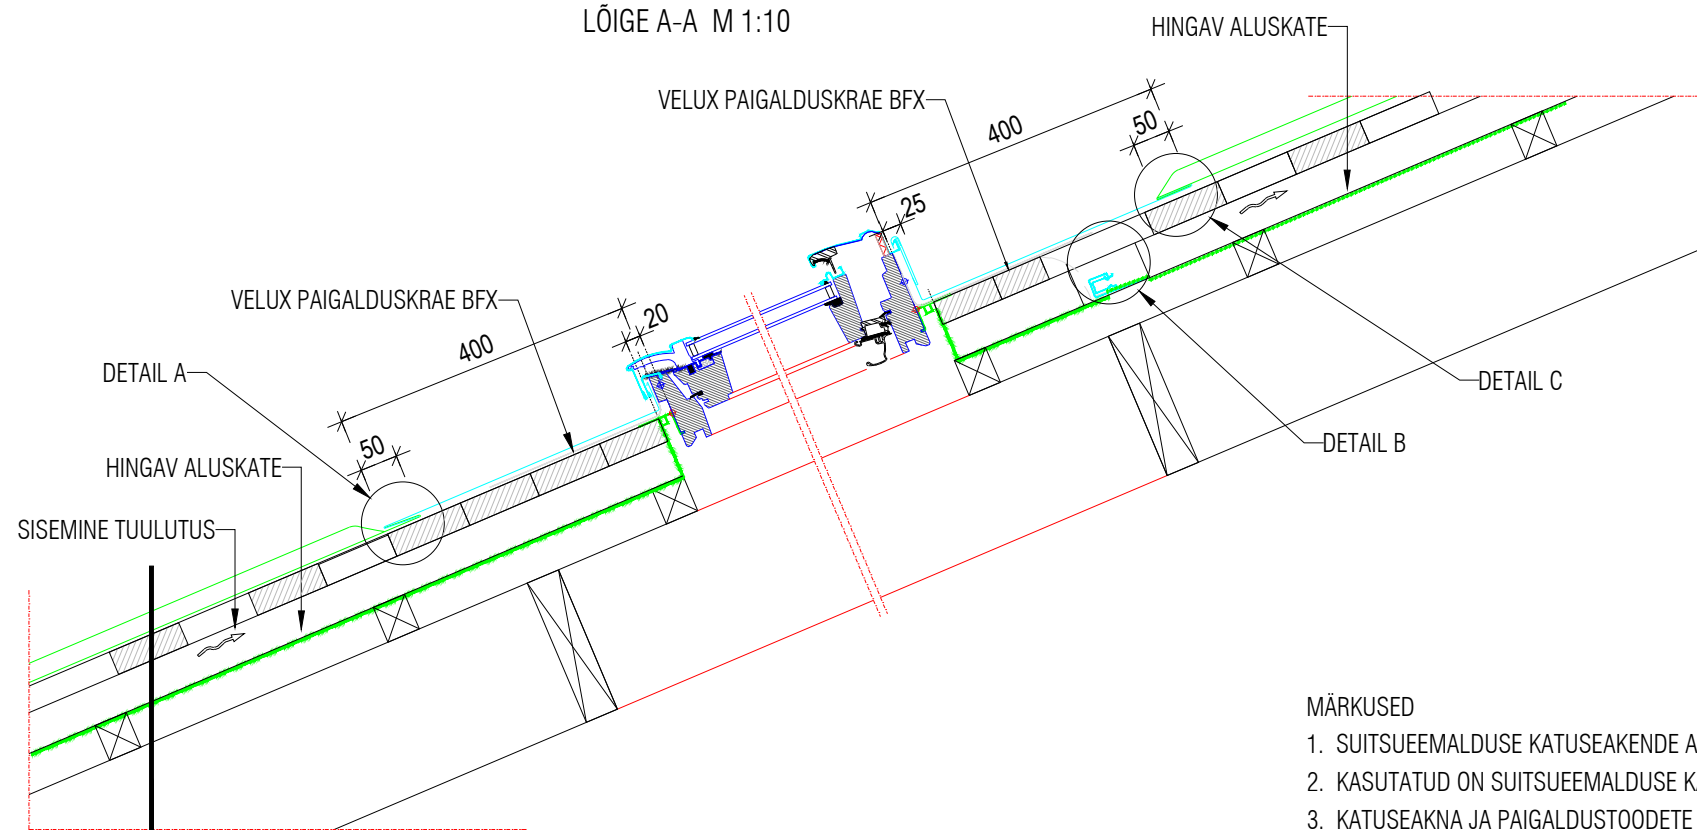 LÕIGE A-A M 1:10
HINGAV ALUSKATE
VELUX PAIGALDUSKRAE BFX
400
50
25
VELUX PAIGALDUSKRAE BFX
20
400
DETAIL A
DETAIL C
50
DETAIL B
HINGAV ALUSKATE
SISEMINE TUULUTUS
MÄRKUSED
1. SUITSUEEMALDUSE KATUSEAKENDE A
2. KASUTATUD ON SUITSUEEMALDUSE KA
3. KATUSEAKNA JA PAIGALDUSTOODETE